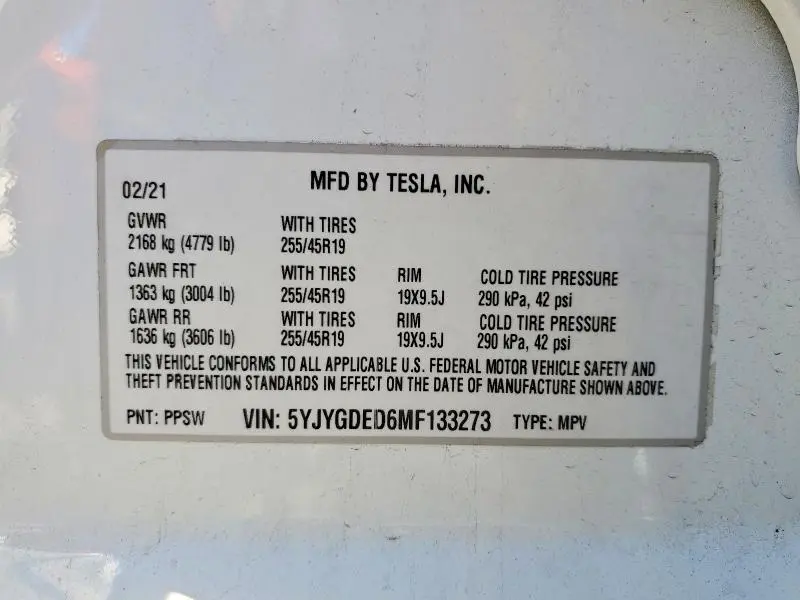 02/21 MFD BY TESLA, INC.
GVWR WITH TIRES
2168 kg (4779 lb) 255/45R19
GAWR FRT WITH TIRES RIM COLD TIRE PRESSURE
1363 kg (3004 lb) 255/45R19 19X9.5J 290 kPa, 42 psi
GAWR RR WITH TIRES RIM COLD TIRE PRESSURE
1636 kg (3606 lb) 255/45R19 19X9.5J 290 kPa, 42 psi
THIS VEHICLE CONFORMS TO ALL APPLICABLE U.S. FEDERAL MOTOR VEHICLE SAFETY AND
THEFT PREVENTION STANDARDS IN EFFECT ON THE DATE OF MANUFACTURE SHOWN ABOVE.
PNT: PPSW VIN: 5YJYGDED6MF133273 TYPE: MPV